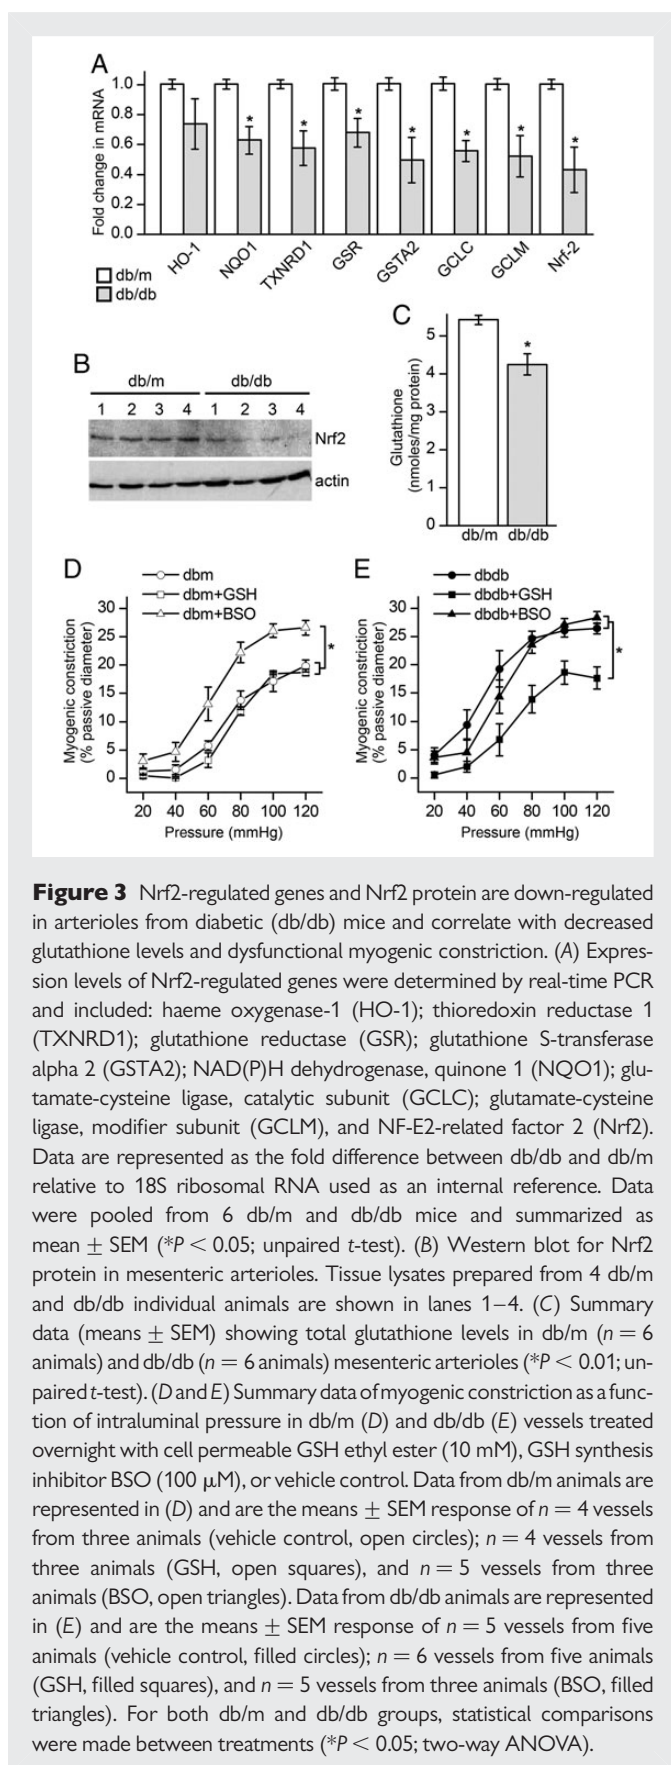 A
Fold change in mRNA
1.0
0.8
0.6
0.4
0.2
0.0
* * * * * * *
HO-1
NQO1
TXNRD1
GSR
GSTA2
GCLC
GCLM
Nrf-2
db/m
db/db
B
db/m db/db
1 2 3 4 1 2 3 4
Nrf2
actin
C
Glutathione
(nmoles/mg protein)
5
4
3
2
1
0
*
db/m db/db
D
dbm
dbm+GSH
dbm+BSO
Myogenic constriction
(% passive diameter)
30
25
20
15
10
5
0
*
20 40 60 80 100 120
Pressure (mmHg)
E
dbdb
dbdb+GSH
dbdb+BSO
Myogenic constriction
(% passive diameter)
30
25
20
15
10
5
0
*
20 40 60 80 100 120
Pressure (mmHg)
Figure 3 Nrf2-regulated genes and Nrf2 protein are down-regulated
in arterioles from diabetic (db/db) mice and correlate with decreased
glutathione levels and dysfunctional myogenic constriction. (A) Expres-
sion levels of Nrf2-regulated genes were determined by real-time PCR
and included: haeme oxygenase-1 (HO-1); thioredoxin reductase 1
(TXNRD1); glutathione reductase (GSR); glutathione S-transferase
alpha 2 (GSTA2); NAD(P)H dehydrogenase, quinone 1 (NQO1); glu-
tamate-cysteine ligase, catalytic subunit (GCLC); glutamate-cysteine
ligase, modifier subunit (GCLM), and NF-E2-related factor 2 (Nrf2).
Data are represented as the fold difference between db/db and db/m
relative to 18S ribosomal RNA used as an internal reference. Data
were pooled from 6 db/m and db/db mice and summarized as
mean ± SEM (*P < 0.05; unpaired t-test). (B) Western blot for Nrf2
protein in mesenteric arterioles. Tissue lysates prepared from 4 db/m
and db/db individual animals are shown in lanes 1–4. (C) Summary
data (means ± SEM) showing total glutathione levels in db/m (n = 6
animals) and db/db (n = 6 animals) mesenteric arterioles (*P < 0.01; un-
paired t-test). (D and E) Summary data of myogenic constriction as a func-
tion of intraluminal pressure in db/m (D) and db/db (E) vessels treated
overnight with cell permeable GSH ethyl ester (10 mM), GSH synthesis
inhibitor BSO (100 μM), or vehicle control. Data from db/m animals are
represented in (D) and are the means ± SEM response of n = 4 vessels
from three animals (vehicle control, open circles); n = 4 vessels from
three animals (GSH, open squares), and n = 5 vessels from three
animals (BSO, open triangles). Data from db/db animals are represented
in (E) and are the means ± SEM response of n = 5 vessels from five
animals (vehicle control, filled circles); n = 6 vessels from five animals
(GSH, filled squares), and n = 5 vessels from three animals (BSO, filled
triangles). For both db/m and db/db groups, statistical comparisons
were made between treatments (*P < 0.05; two-way ANOVA).